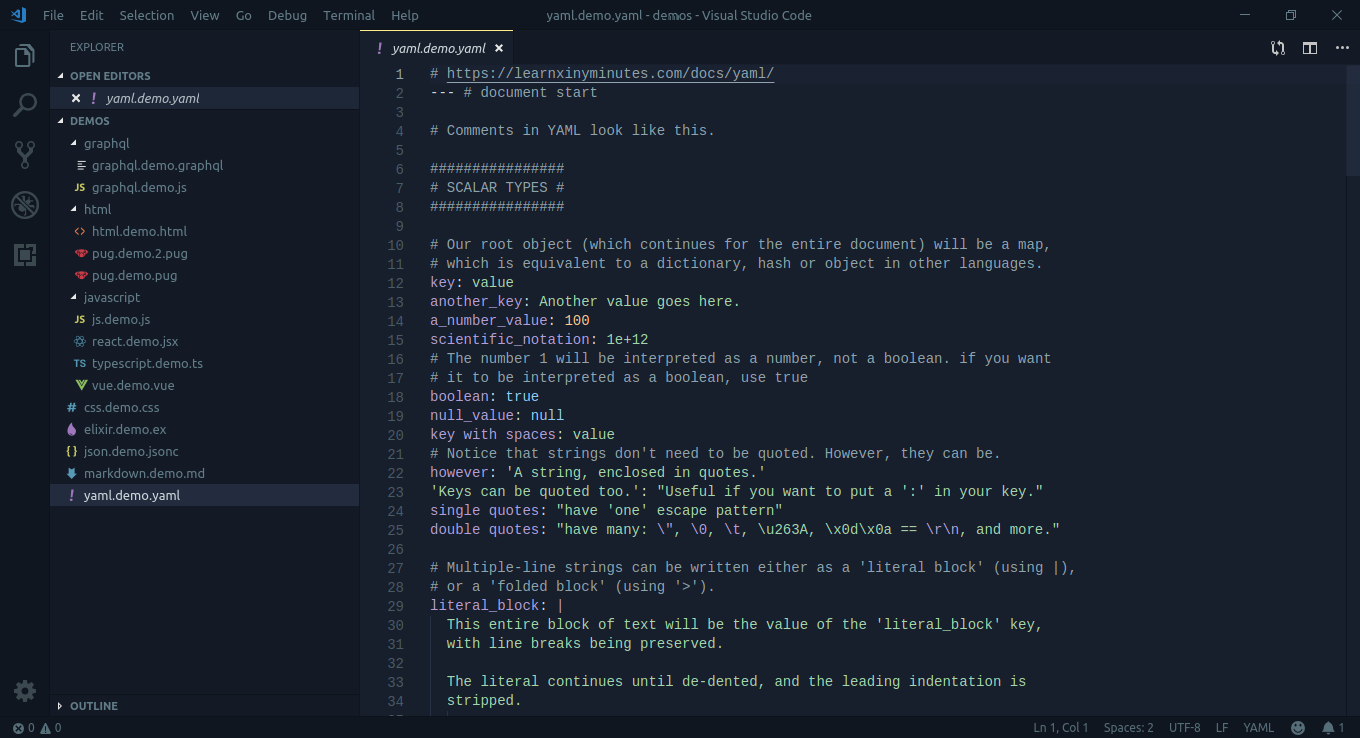 File Edit Selection View Go Debug Terminal Help
yaml.demo.yaml - demos - Visual Studio Code
EXPLORER
OPEN EDITORS
! yaml.demo.yaml
DEMOS
graphql
graphql.demo.graphql
JS graphql.demo.js
html
<> html.demo.html
pug.demo.2.pug
pug.demo.pug
javascript
JS js.demo.js
react.demo.jsx
TS typescript.demo.ts
vue.demo.vue
# css.demo.css
elixir.demo.ex
{} json.demo.jsonc
markdown.demo.md
! yaml.demo.yaml
OUTLINE
! yaml.demo.yaml
1 # https://learnxinyminutes.com/docs/yaml/
2 --- # document start
3
4 # Comments in YAML look like this.
5
6 ################
7 # SCALAR TYPES #
8 ################
9
10 # Our root object (which continues for the entire document) will be a map,
11 # which is equivalent to a dictionary, hash or object in other languages.
12 key: value
13 another_key: Another value goes here.
14 a_number_value: 100
15 scientific_notation: 1e+12
16 # The number 1 will be interpreted as a number, not a boolean. if you want
17 # it to be interpreted as a boolean, use true
18 boolean: true
19 null_value: null
20 key with spaces: value
21 # Notice that strings don't need to be quoted. However, they can be.
22 however: 'A string, enclosed in quotes.'
23 'Keys can be quoted too.': "Useful if you want to put a ':' in your key."
24 single quotes: "have 'one' escape pattern"
25 double quotes: "have many: \", \0, \t, \u263A, \x0d\x0a == \r\n, and more."
26
27 # Multiple-line strings can be written either as a 'literal block' (using |),
28 # or a 'folded block' (using '>').
29 literal_block: |
30 This entire block of text will be the value of the 'literal_block' key,
31 with line breaks being preserved.
32
33 The literal continues until de-dented, and the leading indentation is
34 stripped.
0 0
Ln 1, Col 1 Spaces: 2 UTF-8 LF YAML 1